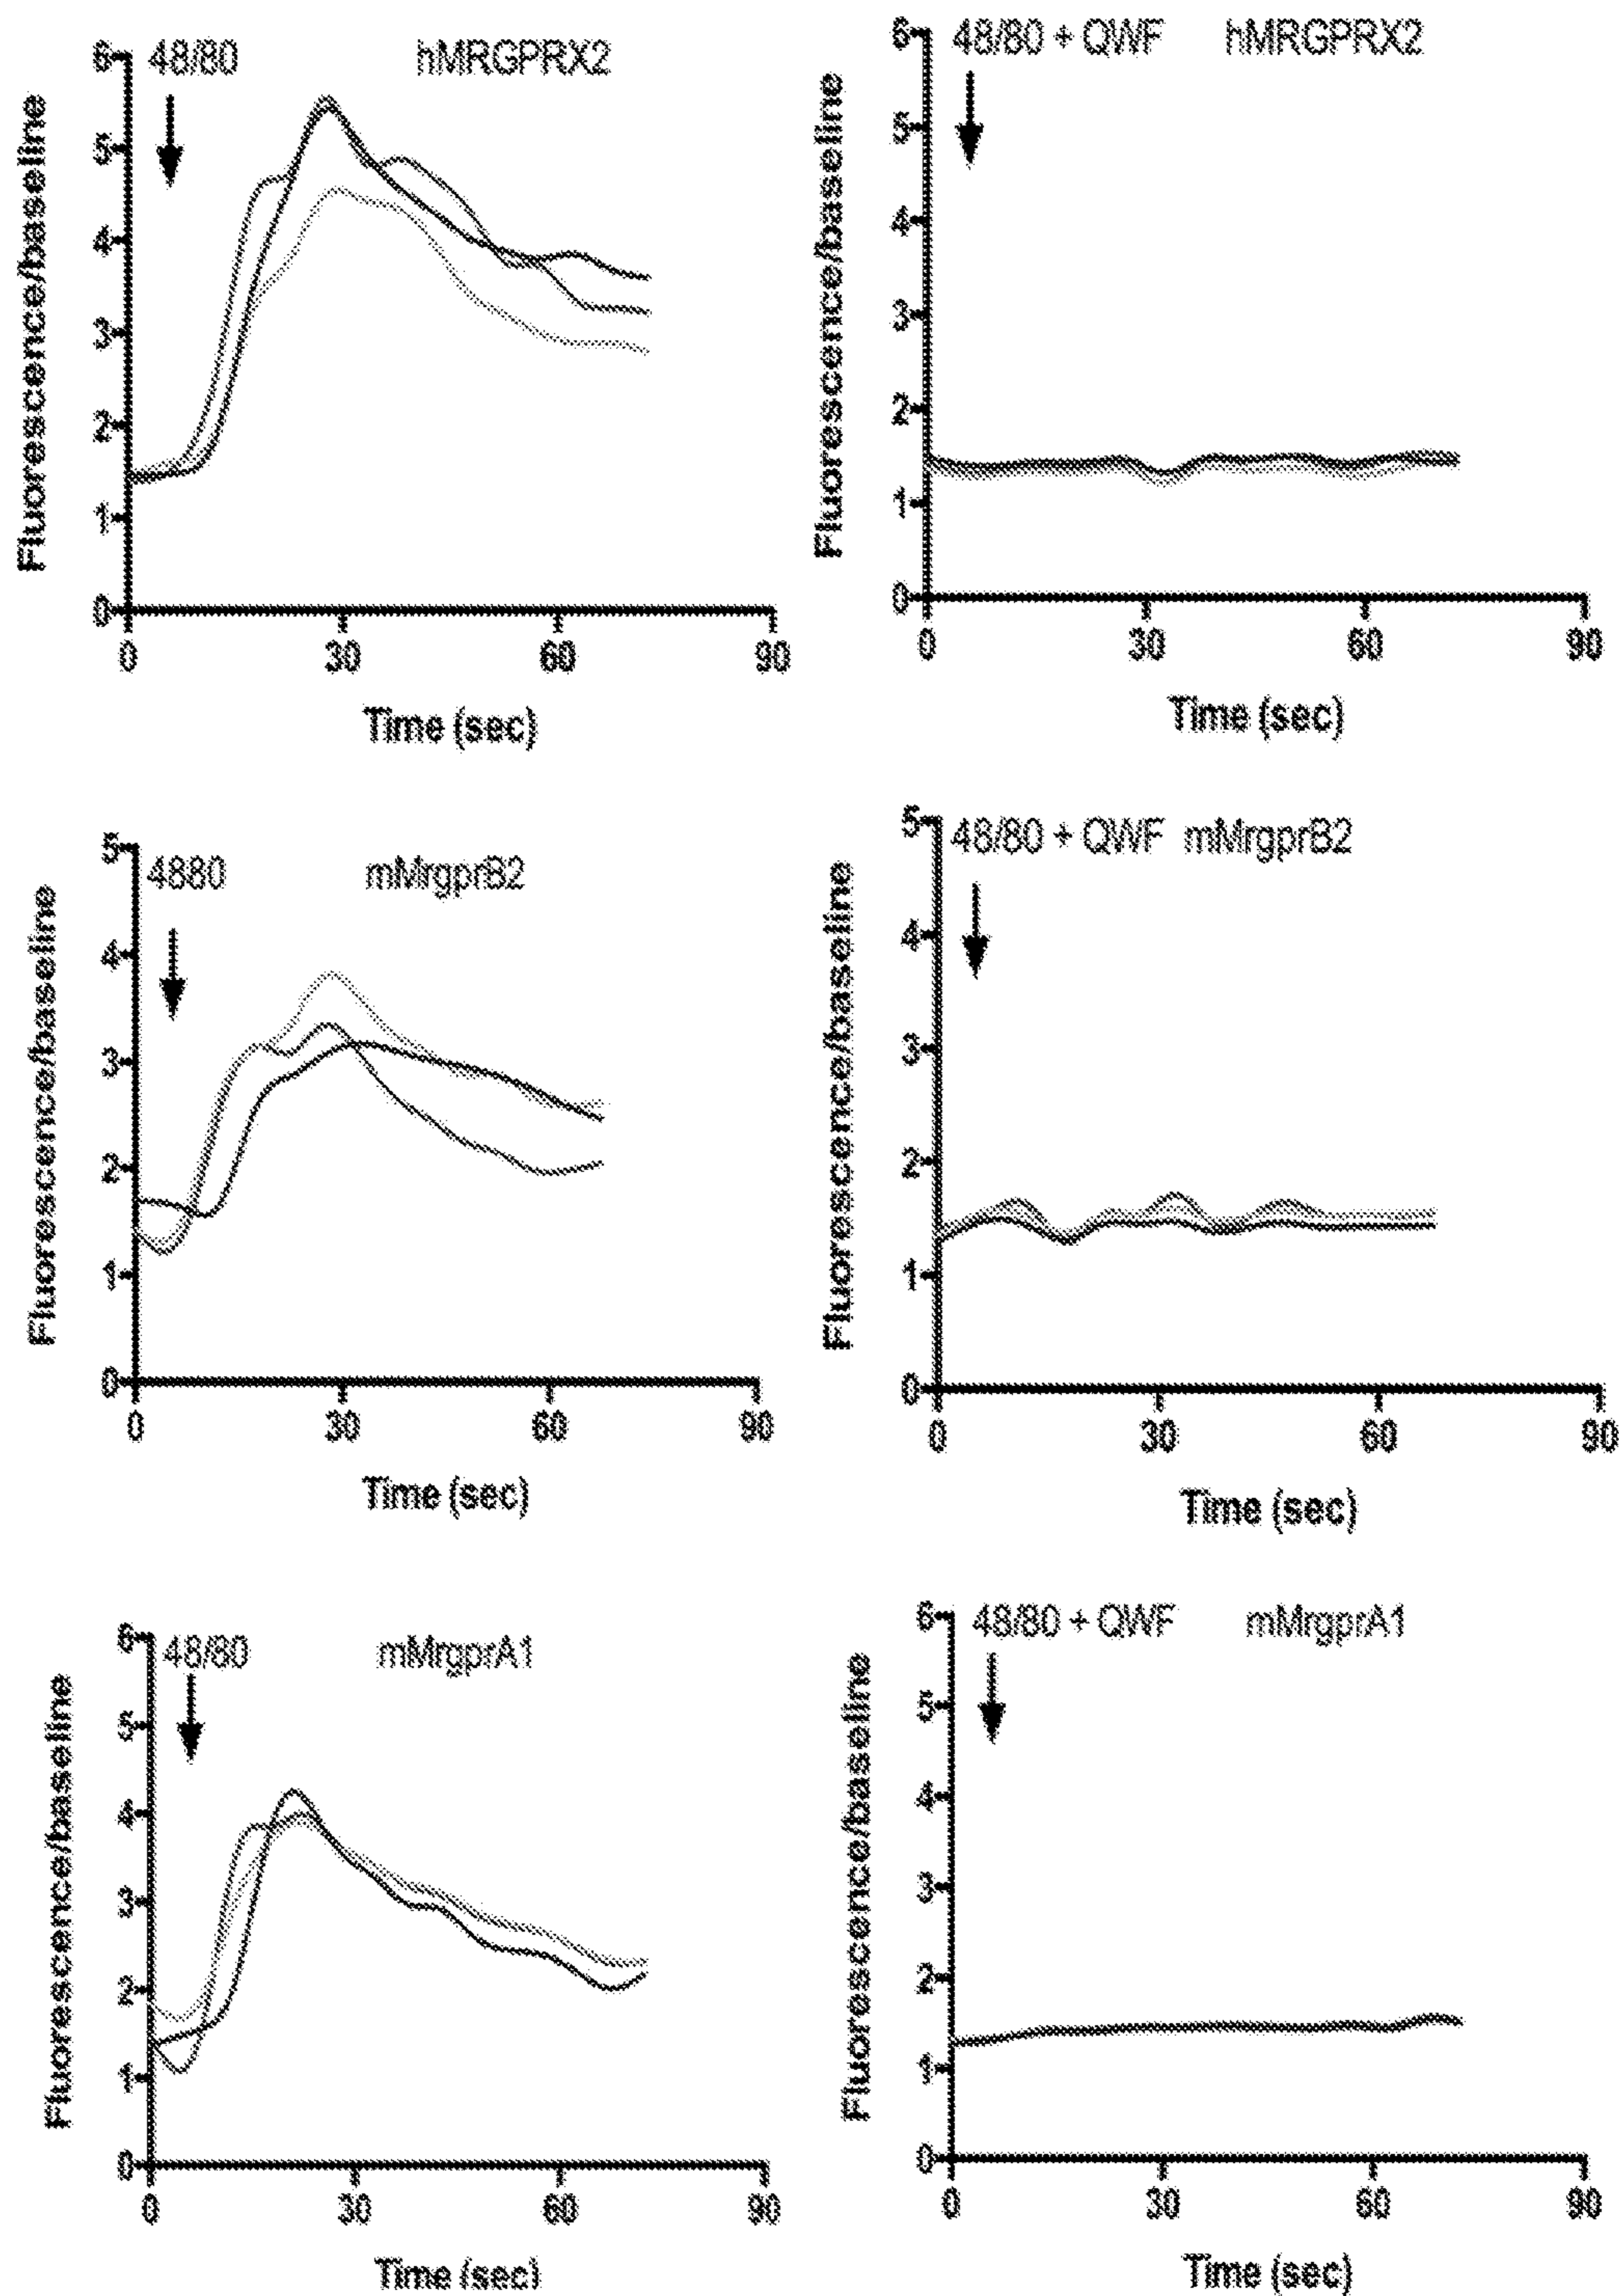 48/80 hMRGPRX2
Fluorescence/baseline
6
5
4
3
2
1
0
0 30 60 90
Time (sec)
48/80 + QWF hMRGPRX2
Fluorescence/baseline
6
5
4
3
2
1
0
0 30 60 90
Time (sec)
4880 mMrgprB2
Fluorescence/baseline
5
4
3
2
1
0
0 30 60 90
Time (sec)
48/80 + QWF mMrgprB2
Fluorescence/baseline
5
4
3
2
1
0
0 30 60 90
Time (sec)
48/80 mMrgprA1
Fluorescence/baseline
6
5
4
3
2
1
0
0 30 60 90
Time (sec)
48/80 + QWF mMrgprA1
Fluorescence/baseline
6
5
4
3
2
1
0
0 30 60 90
Time (sec)